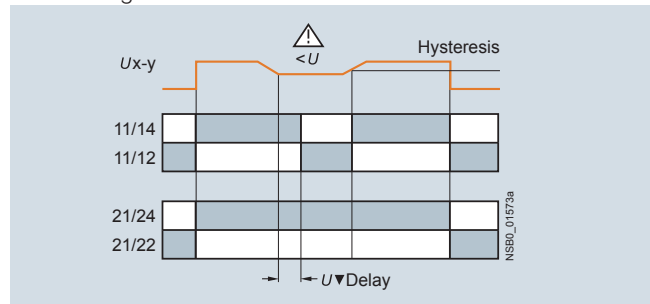 Hysteresis
<U
Ux-y
11/14
11/12
21/24
21/22
U▼Delay
NSB0_01573a